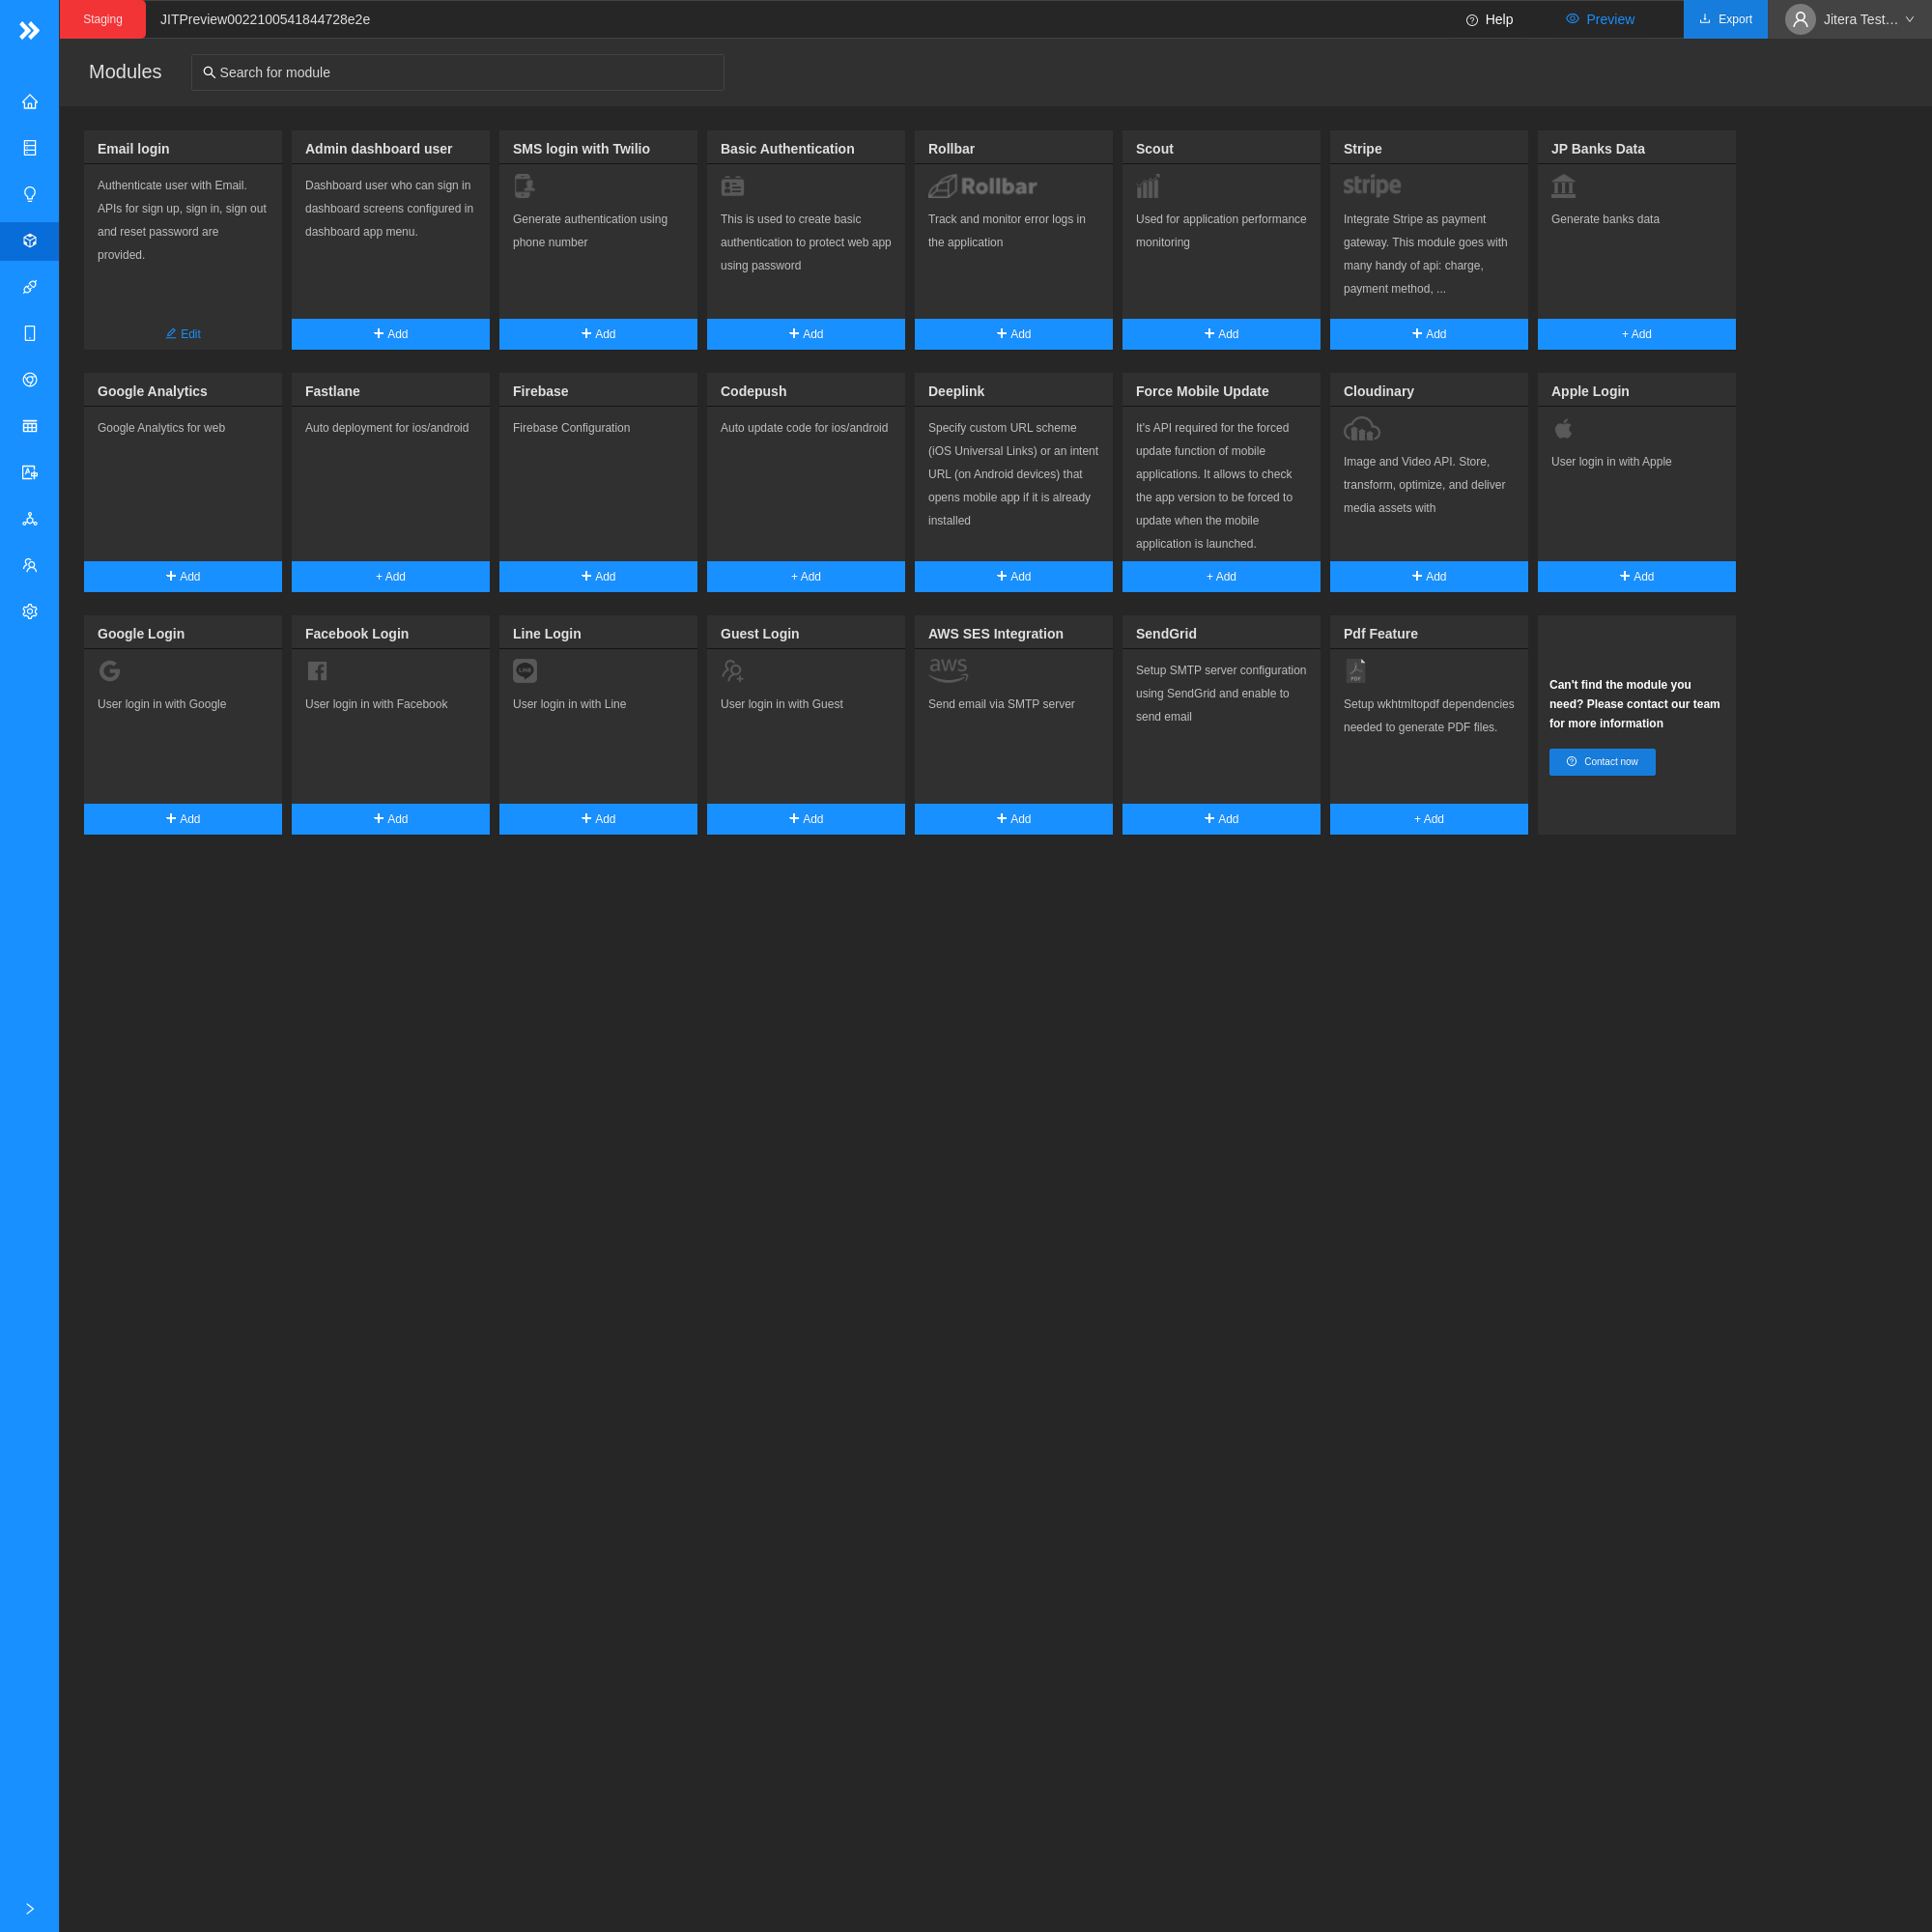 Staging
JITPreview0022100541844728e2e
Help
Preview
Export
Jitera Test...
Modules
Search for module
Email login
Authenticate user with Email.
APIs for sign up, sign in, sign out
and reset password are
provided.
Edit
Admin dashboard user
Dashboard user who can sign in
dashboard screens configured in
dashboard app menu.
Add
SMS login with Twilio
Generate authentication using
phone number
Add
Basic Authentication
This is used to create basic
authentication to protect web app
using password
Add
Rollbar
Rollbar
Track and monitor error logs in
the application
Add
Scout
Used for application performance
monitoring
Add
Stripe
stripe
Integrate Stripe as payment
gateway. This module goes with
many handy of api: charge,
payment method, ...
Add
JP Banks Data
Generate banks data
+ Add
Google Analytics
Google Analytics for web
Add
Fastlane
Auto deployment for ios/android
+ Add
Firebase
Firebase Configuration
Add
Codepush
Auto update code for ios/android
+ Add
Deeplink
Specify custom URL scheme
(iOS Universal Links) or an intent
URL (on Android devices) that
opens mobile app if it is already
installed
Add
Force Mobile Update
It's API required for the forced
update function of mobile
applications. It allows to check
the app version to be forced to
update when the mobile
application is launched.
+ Add
Cloudinary
Image and Video API. Store,
transform, optimize, and deliver
media assets with
Add
Apple Login
User login in with Apple
Add
Google Login
User login in with Google
Add
Facebook Login
User login in with Facebook
Add
Line Login
LINE
User login in with Line
Add
Guest Login
User login in with Guest
Add
AWS SES Integration
aws
Send email via SMTP server
Add
SendGrid
Setup SMTP server configuration
using SendGrid and enable to
send email
Add
Pdf Feature
PDF
Setup wkhtmltopdf dependencies
needed to generate PDF files.
+ Add
Can't find the module you
need? Please contact our team
for more information
Contact now